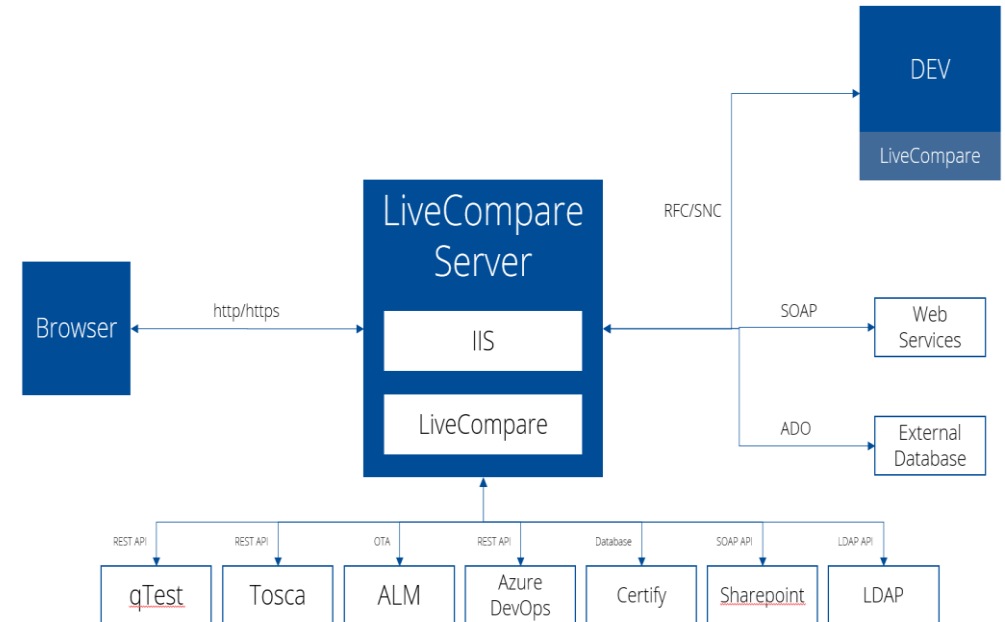 DEV
LiveCompare
RFC/SNC
LiveCompare
Server
IIS
LiveCompare
Browser
http/https
SOAP
Web
Services
ADO
External
Database
REST API
REST API
OTA
REST API
Database
SOAP API
LDAP API
qTest
Tosca
ALM
Azure
DevOps
Certify
Sharepoint
LDAP